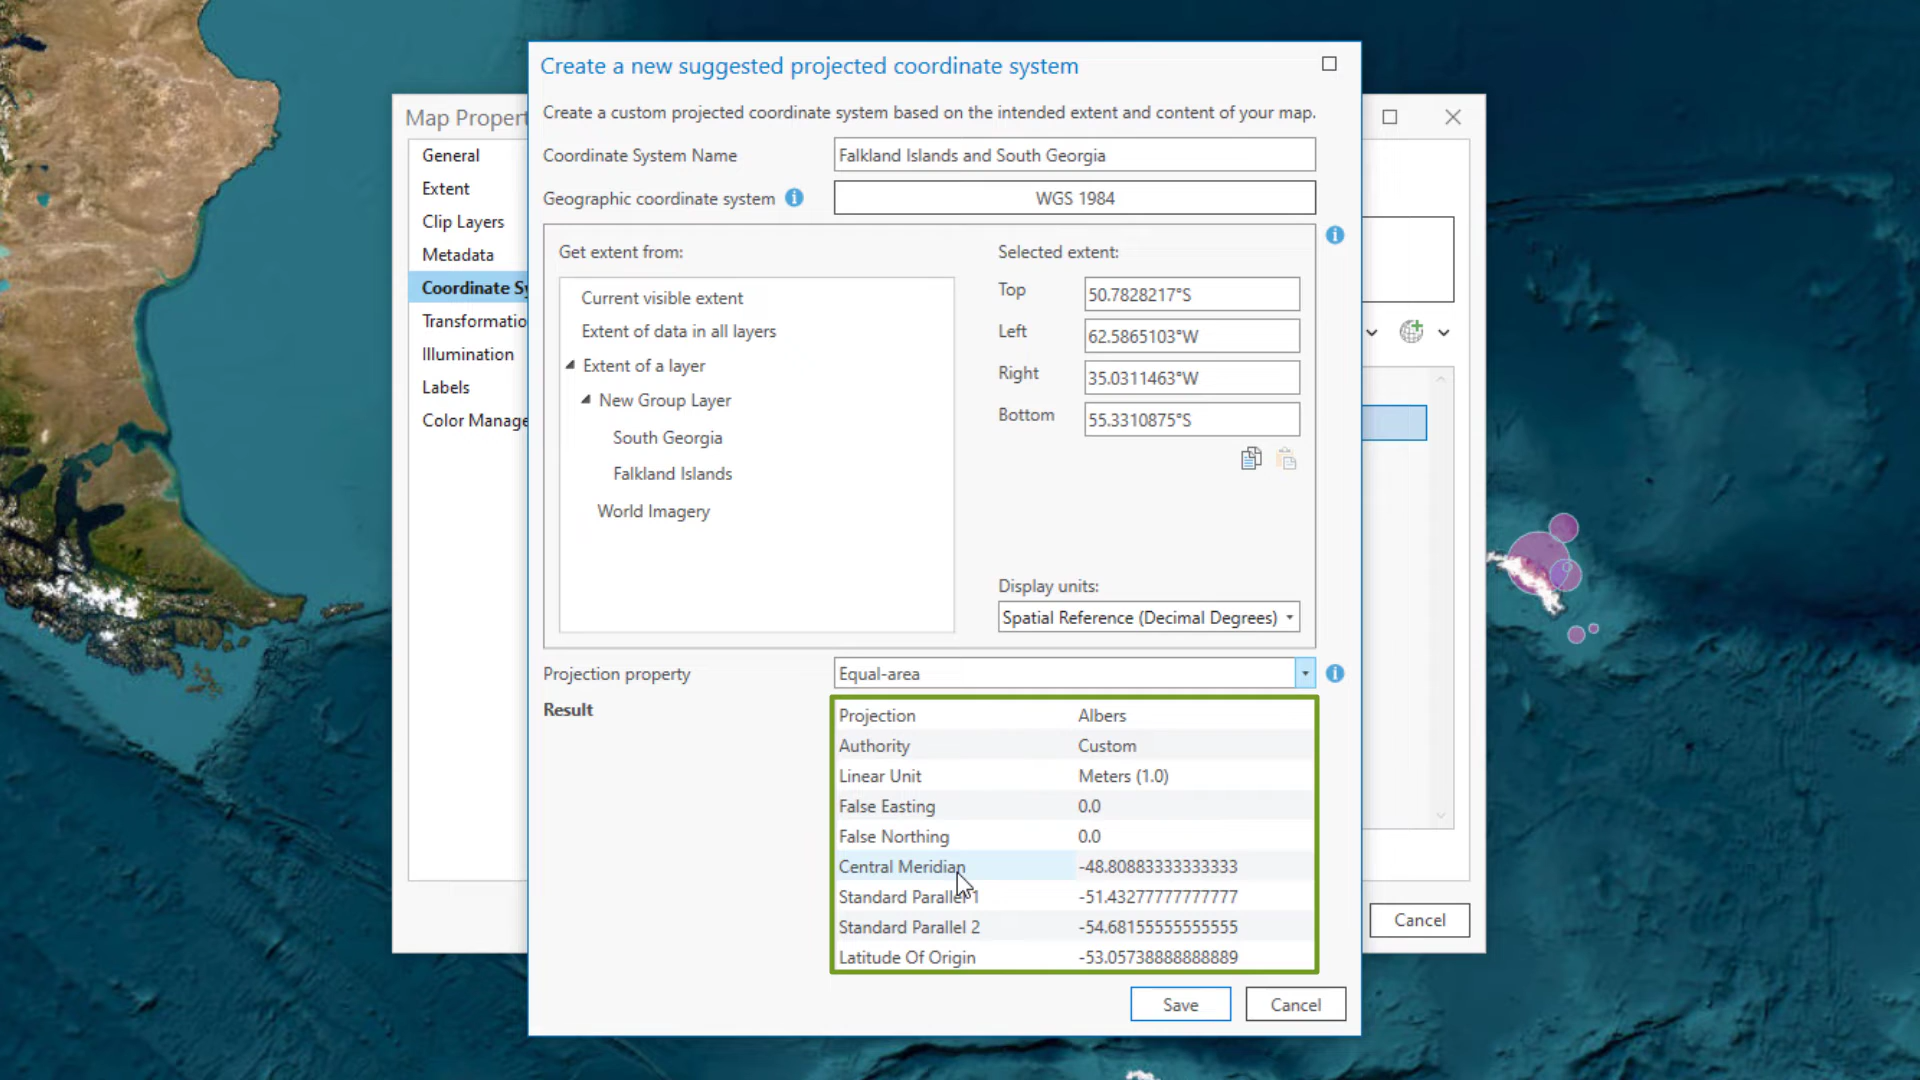 Create a new suggested projected coordinate system
Create a custom projected coordinate system based on the intended extent and content of your map.
Map Propert
General
Extent
Clip Layers
Metadata
Coordinate Sy
Transformatio
Illumination
Labels
Color Manage
Coordinate System Name
Falkland Islands and South Georgia
Geographic coordinate system
WGS 1984
Get extent from:
Current visible extent
Extent of data in all layers
Extent of a layer
New Group Layer
South Georgia
Falkland Islands
World Imagery
Selected extent:
Top 50.7828217°S
Left 62.5865103°W
Right 35.0311463°W
Bottom 55.3310875°S
Display units:
Spatial Reference (Decimal Degrees)
Projection property
Equal-area
Result
Projection Albers
Authority Custom
Linear Unit Meters (1.0)
False Easting 0.0
False Northing 0.0
Central Meridian -48.80883333333333
Standard Parallel 1 -51.43277777777777
Standard Parallel 2 -54.68155555555555
Latitude Of Origin -53.05738888888889
Save
Cancel
Cancel